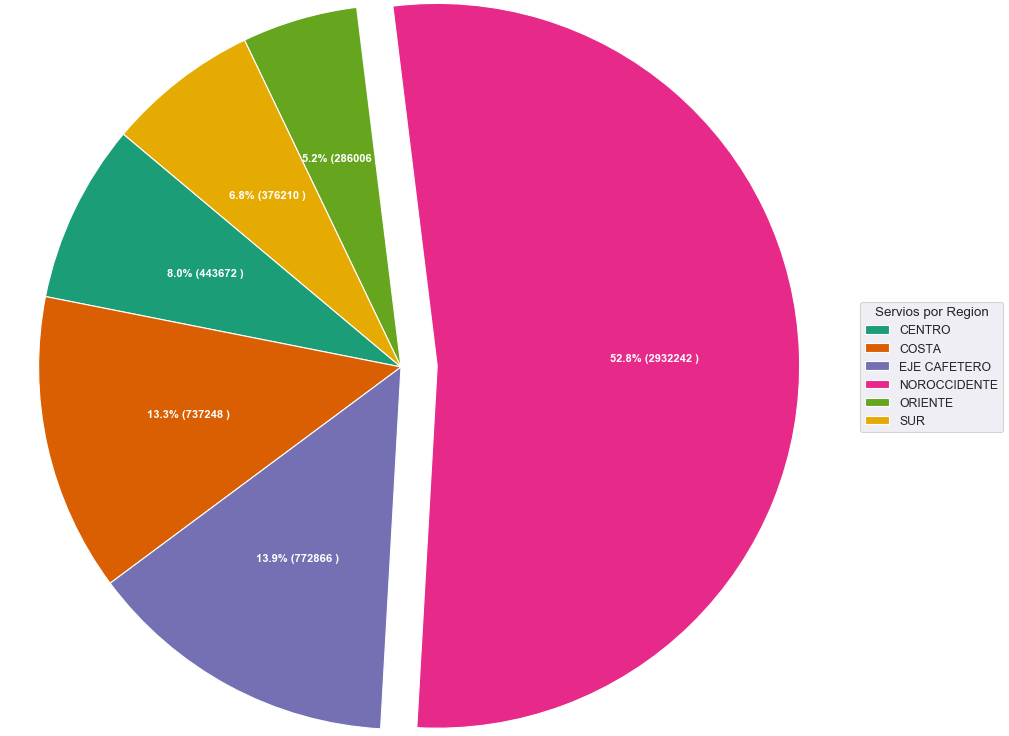 5.2% (286006
6.8% (376210 )
8.0% (443672 )
52.8% (2932242 )
13.3% (737248 )
13.9% (772866 )
Servios por Region
CENTRO
COSTA
EJE CAFETERO
NOROCCIDENTE
ORIENTE
SUR